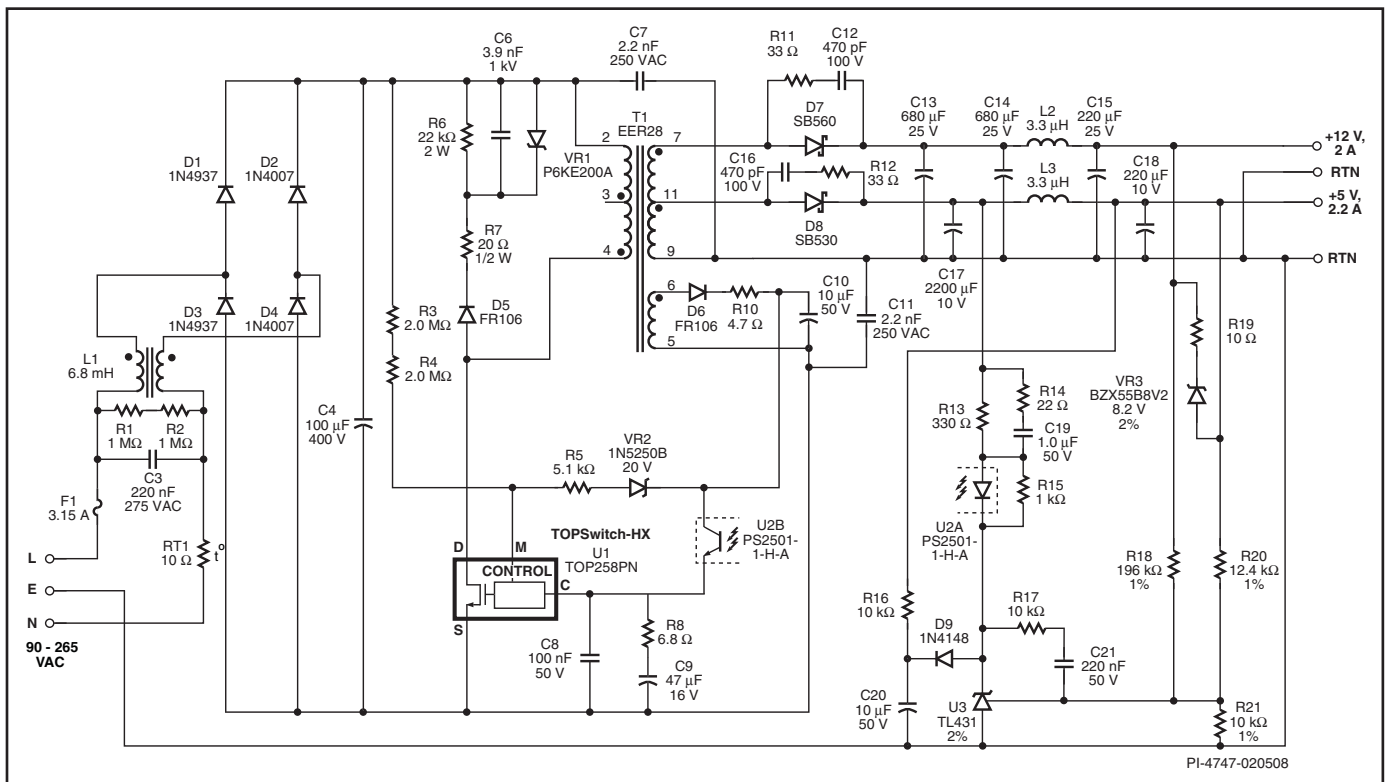 C6
3.9 nF
1 kV
C7
2.2 nF
250 VAC
R11
33 Ω
C12
470 pF
100 V
D7
SB560
C13
680 µF
25 V
C14
680 µF
25 V
L2
3.3 µH
C15
220 µF
25 V
+12 V,
2 A
RTN
+5 V,
2.2 A
RTN
R6
22 kΩ
2 W
VR1
P6KE200A
T1
EER28
2
3
4
7
11
9
6
5
C16
470 pF
100 V
R12
33 Ω
D8
SB530
L3
3.3 µH
C18
220 µF
10 V
D1
1N4937
D2
1N4007
D3
1N4937
D4
1N4007
R7
20 Ω
1/2 W
D5
FR106
D6
FR106
R10
4.7 Ω
C10
10 µF
50 V
C11
2.2 nF
250 VAC
C17
2200 µF
10 V
R3
2.0 MΩ
R4
2.0 MΩ
L1
6.8 mH
R1
1 MΩ
R2
1 MΩ
C3
220 nF
275 VAC
F1
3.15 A
RT1
10 Ω
t°
L
E
N
90 - 265
VAC
C4
100 µF
400 V
R5
5.1 kΩ
VR2
1N5250B
20 V
U2B
PS2501-
1-H-A
TOPSwitch-HX
U1
TOP258PN
D
M
CONTROL
C
S
C8
100 nF
50 V
R8
6.8 Ω
C9
47 µF
16 V
R13
330 Ω
R14
22 Ω
C19
1.0 µF
50 V
R15
1 kΩ
U2A
PS2501-
1-H-A
R19
10 Ω
VR3
BZX55B8V2
8.2 V
2%
R18
196 kΩ
1%
R20
12.4 kΩ
1%
R16
10 kΩ
D9
1N4148
R17
10 kΩ
C21
220 nF
50 V
C20
10 µF
50 V
U3
TL431
2%
R21
10 kΩ
1%
PI-4747-020508